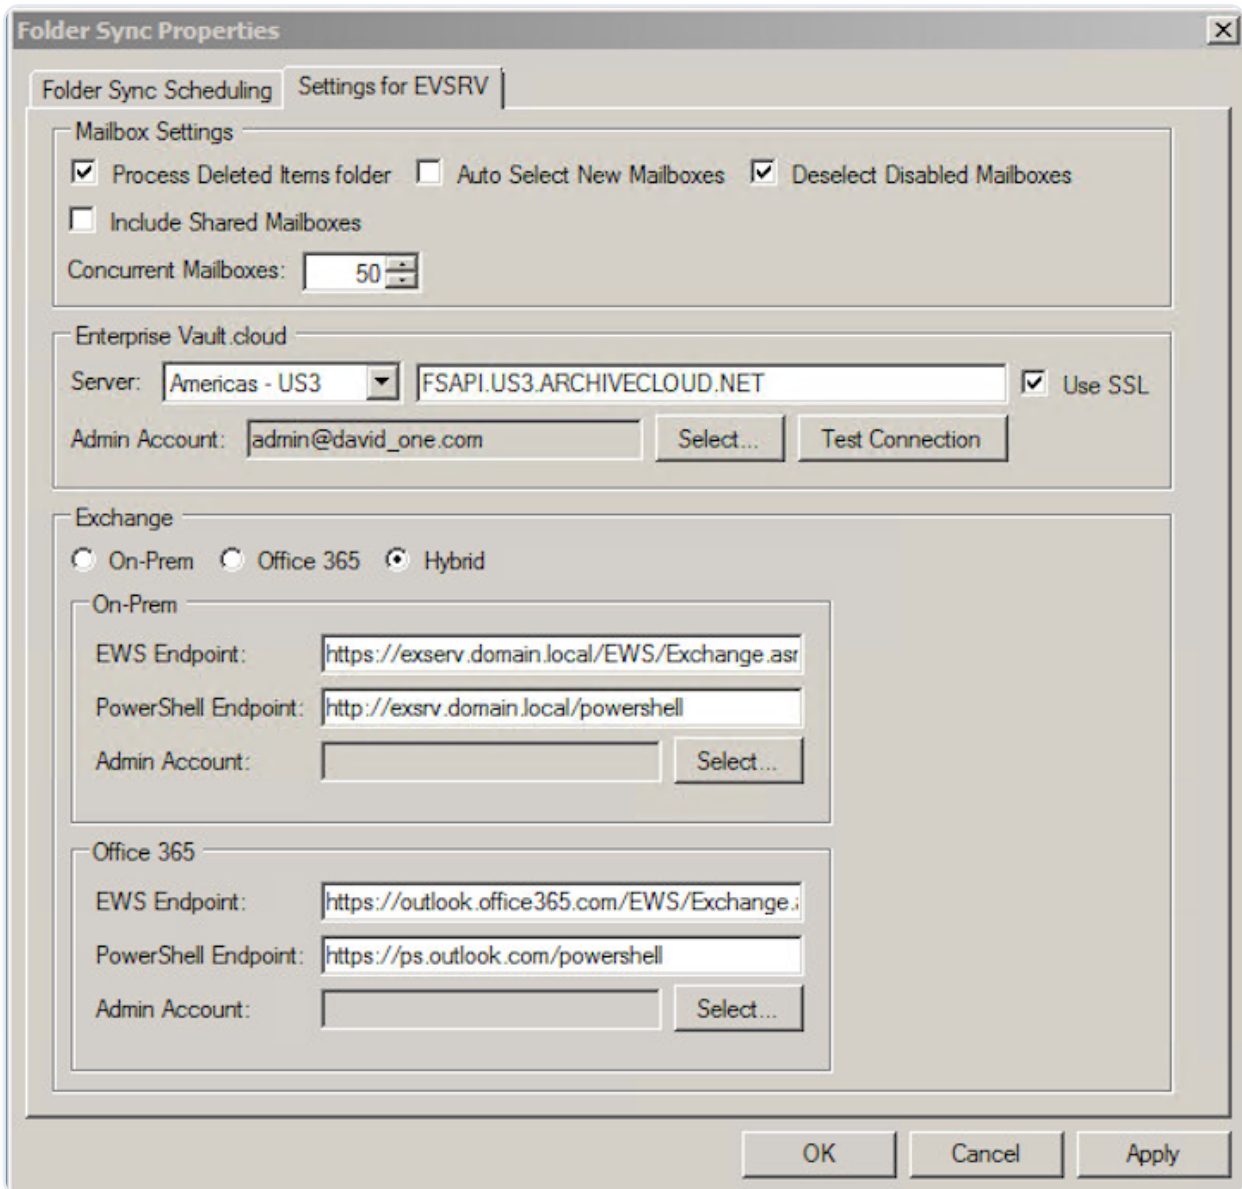 Folder Sync Properties
Folder Sync Scheduling Settings for EVSRV
Mailbox Settings
Process Deleted Items folder Auto Select New Mailboxes Deselect Disabled Mailboxes
Include Shared Mailboxes
Concurrent Mailboxes: 50
Enterprise Vault.cloud
Server: Americas - US3 FSAPI.US3.ARCHIVECLOUD.NET Use SSL
Admin Account: admin@david_one.com Select... Test Connection
Exchange
On-Prem Office 365 Hybrid
On-Prem
EWS Endpoint: https://exserv.domain.local/EWS/Exchange.asm
PowerShell Endpoint: http://exsrv.domain.local/powershell
Admin Account: Select...
Office 365
EWS Endpoint: https://outlook.office365.com/EWS/Exchange.
PowerShell Endpoint: https://ps.outlook.com/powershell
Admin Account: Select...
OK Cancel Apply